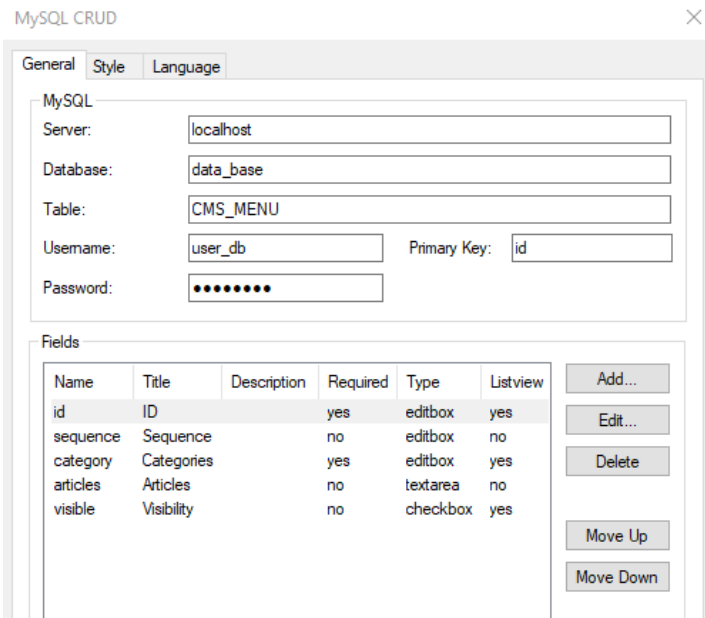 MySQL CRUD
General Style Language
MySQL
Server: localhost
Database: data_base
Table: CMS_MENU
Username: user_db Primary Key: id
Password: ●●●●●●●●
Fields
Name Title Description Required Type Listview
id ID yes editbox yes
sequence Sequence no editbox no
category Categories yes editbox yes
articles Articles no textarea no
visible Visibility no checkbox yes
Add...
Edit...
Delete
Move Up
Move Down